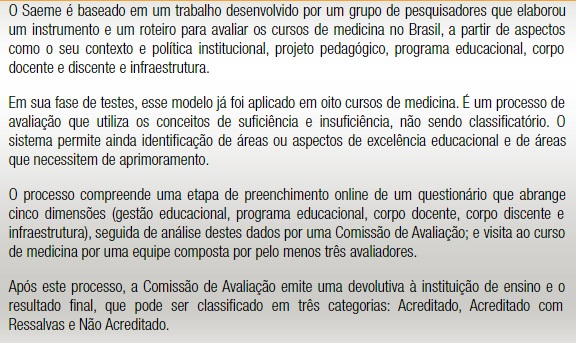 O Saeme é baseado em um trabalho desenvolvido por um grupo de pesquisadores que elaborou
um instrumento e um roteiro para avaliar os cursos de medicina no Brasil, a partir de aspectos
como o seu contexto e política institucional, projeto pedagógico, programa educacional, corpo
docente e discente e infraestrutura.
Em sua fase de testes, esse modelo já foi aplicado em oito cursos de medicina. É um processo de
avaliação que utiliza os conceitos de suficiência e insuficiência, não sendo classificatório. O
sistema permite ainda identificação de áreas ou aspectos de excelência educacional e de áreas
que necessitem de aprimoramento.
O processo compreende uma etapa de preenchimento online de um questionário que abrange
cinco dimensões (gestão educacional, programa educacional, corpo docente, corpo discente e
infraestrutura), seguida de análise destes dados por uma Comissão de Avaliação; e visita ao curso
de medicina por uma equipe composta por pelo menos três avaliadores.
Após este processo, a Comissão de Avaliação emite uma devolutiva à instituição de ensino e o
resultado final, que pode ser classificado em três categorias: Acreditado, Acreditado com
Ressalvas e Não Acreditado.